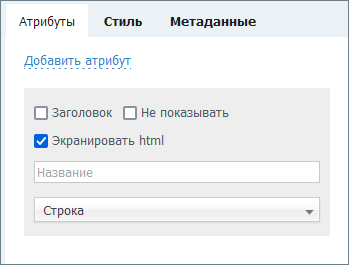 Атрибуты Стиль Метаданные
Добавить атрибут
Заголовок Не показывать
Экранировать html
Название
Строка